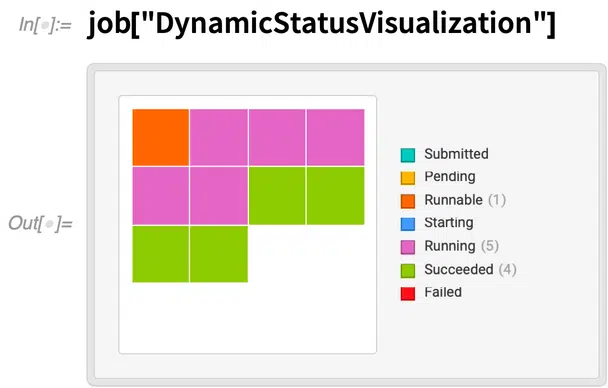 In[•]:= job["DynamicStatusVisualization"]
Out[•]=
Submitted
Pending
Runnable (1)
Starting
Running (5)
Succeeded (4)
Failed